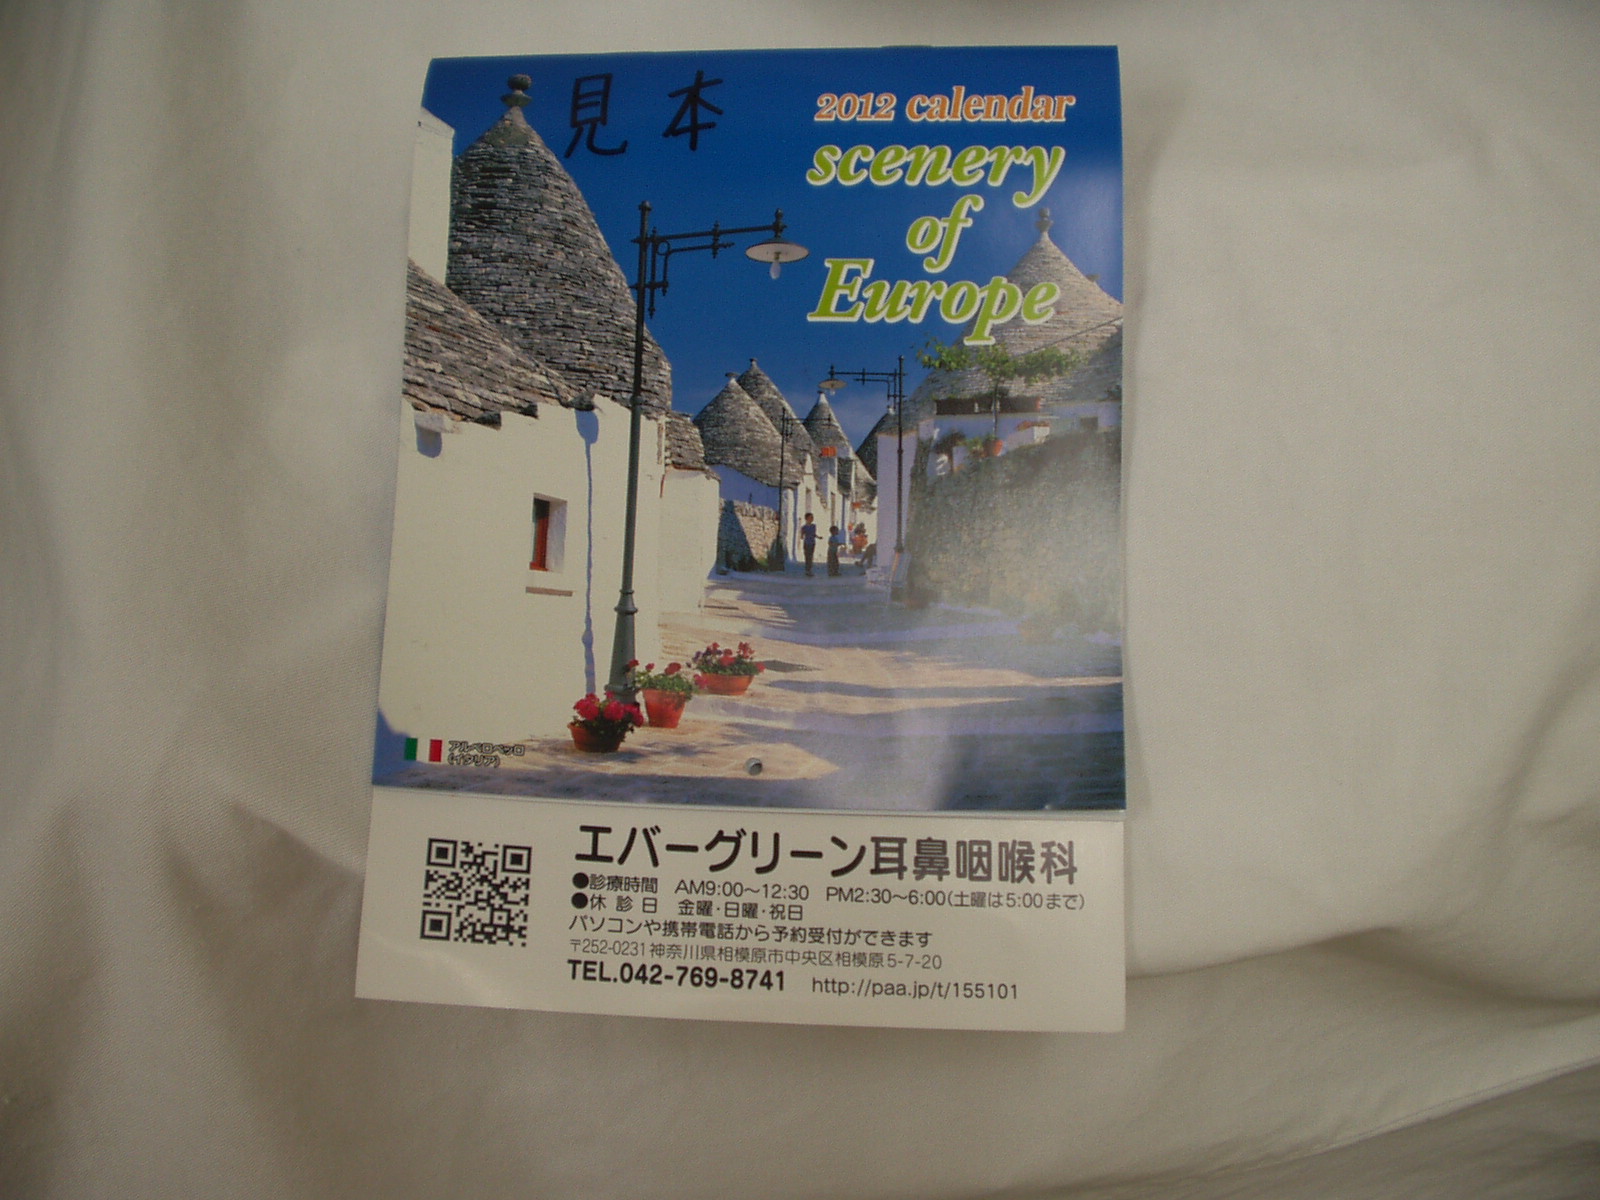 見本
2012 calendar
scenery
of
Europe
アルベロベッロ
(イタリア)
エバーグリーン耳鼻咽喉科
●診療時間 AM9:00～12:30 PM2:30～6:00(土曜は5:00まで)
●休診日 金曜・日曜・祝日
パソコンや携帯電話から予約受付ができます
〒252-0231 神奈川県相模原市中央区相模原5-7-20
TEL.042-769-8741 http://paa.jp/t/155101